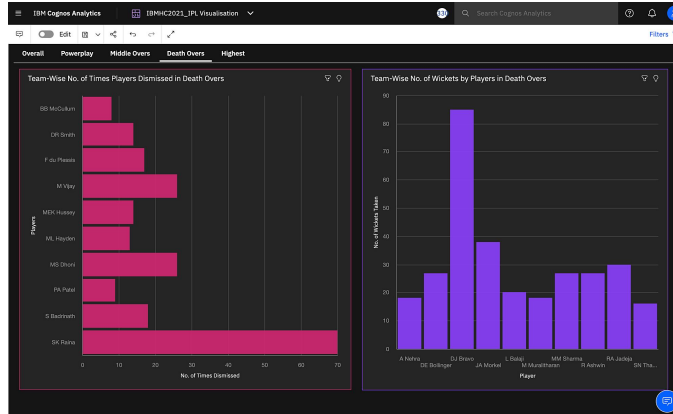 IBM Cognos Analytics
IBMHC2021_IPL Visualisation
Search Cognos Analytics
Edit
Filters
Overall Powerplay Middle Overs Death Overs Highest
Team-Wise No. of Times Players Dismissed in Death Overs
Players
BB McCullum
DR Smith
F du Plessis
M Vijay
MEK Hussey
ML Hayden
MS Dhoni
PA Patel
S Badrinath
SK Raina
0 10 20 30 40 50 60 70
No. of Times Dismissed
Team-Wise No. of Wickets by Players in Death Overs
No. of Wickets Taken
90
80
70
60
50
40
30
20
10
0
A Nehra DJ Bravo L Balaji MM Sharma RA Jadeja
DE Bollinger JA Morkel M Muralitharan R Ashwin SN Tha...
Player